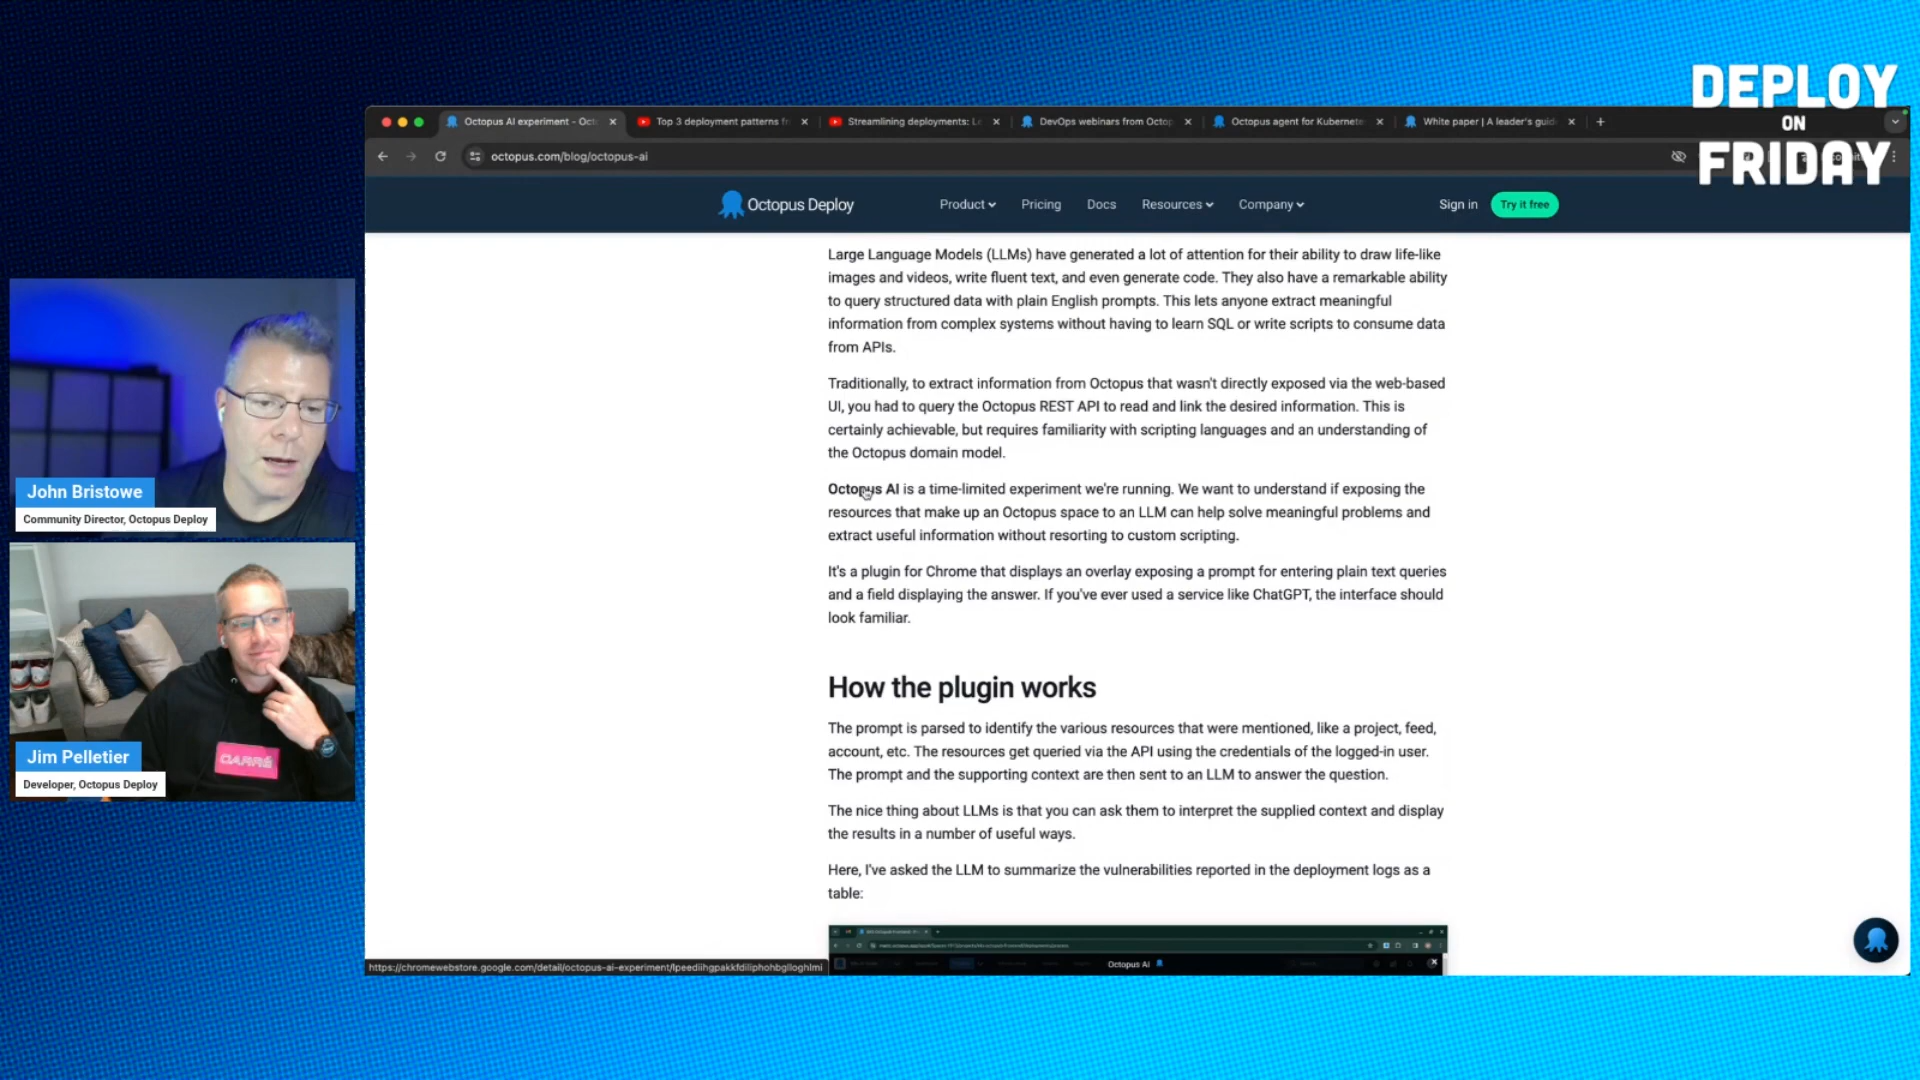 DEPLOY
ON
FRIDAY
Octopus AI experiment - Octo
Top 3 deployment patterns fr
Streamlining deployments: Le
DevOps webinars from Octop
Octopus agent for Kubernete
White paper | A leader's guid
octopus.com/blog/octopus-ai
Octopus Deploy
Product
Pricing
Docs
Resources
Company
Sign in
Try it free
Large Language Models (LLMs) have generated a lot of attention for their ability to draw life-like
images and videos, write fluent text, and even generate code. They also have a remarkable ability
to query structured data with plain English prompts. This lets anyone extract meaningful
information from complex systems without having to learn SQL or write scripts to consume data
from APIs.
Traditionally, to extract information from Octopus that wasn't directly exposed via the web-based
UI, you had to query the Octopus REST API to read and link the desired information. This is
certainly achievable, but requires familiarity with scripting languages and an understanding of
the Octopus domain model.
Octopus AI is a time-limited experiment we're running. We want to understand if exposing the
resources that make up an Octopus space to an LLM can help solve meaningful problems and
extract useful information without resorting to custom scripting.
It's a plugin for Chrome that displays an overlay exposing a prompt for entering plain text queries
and a field displaying the answer. If you've ever used a service like ChatGPT, the interface should
look familiar.
How the plugin works
The prompt is parsed to identify the various resources that were mentioned, like a project, feed,
account, etc. The resources get queried via the API using the credentials of the logged-in user.
The prompt and the supporting context are then sent to an LLM to answer the question.
The nice thing about LLMs is that you can ask them to interpret the supplied context and display
the results in a number of useful ways.
Here, I've asked the LLM to summarize the vulnerabilities reported in the deployment logs as a
table:
Octopus AI
John Bristowe
Community Director, Octopus Deploy
Jim Pelletier
Developer, Octopus Deploy